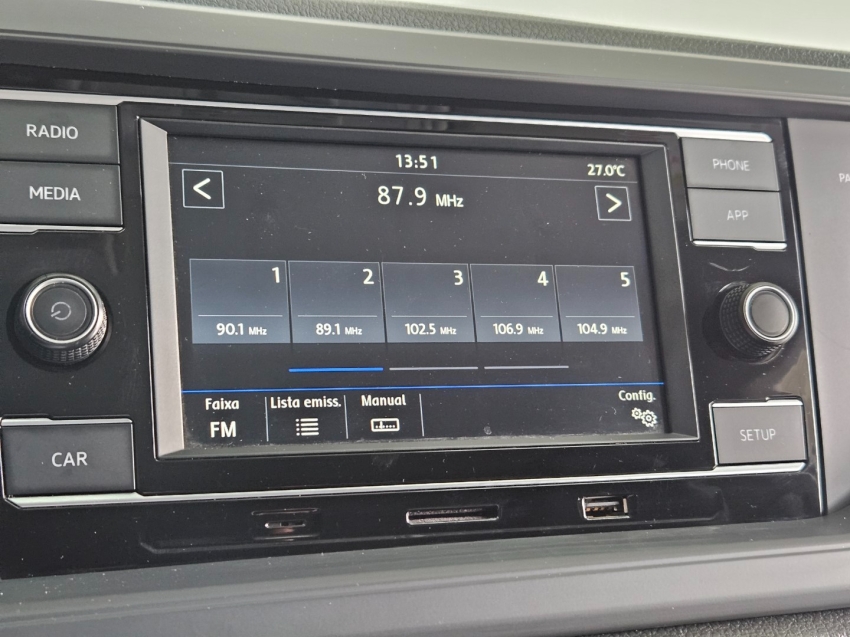 RADIO
MEDIA
CAR
13:51
27.0°C
<
87.9 MHz
>
1
2
3
4
5
90.1 MHz
89.1 MHz
102.5 MHz
106.9 MHz
104.9 MHz
Faixa
FM
Lista emiss.
Manual
Config.
PHONE
APP
SETUP